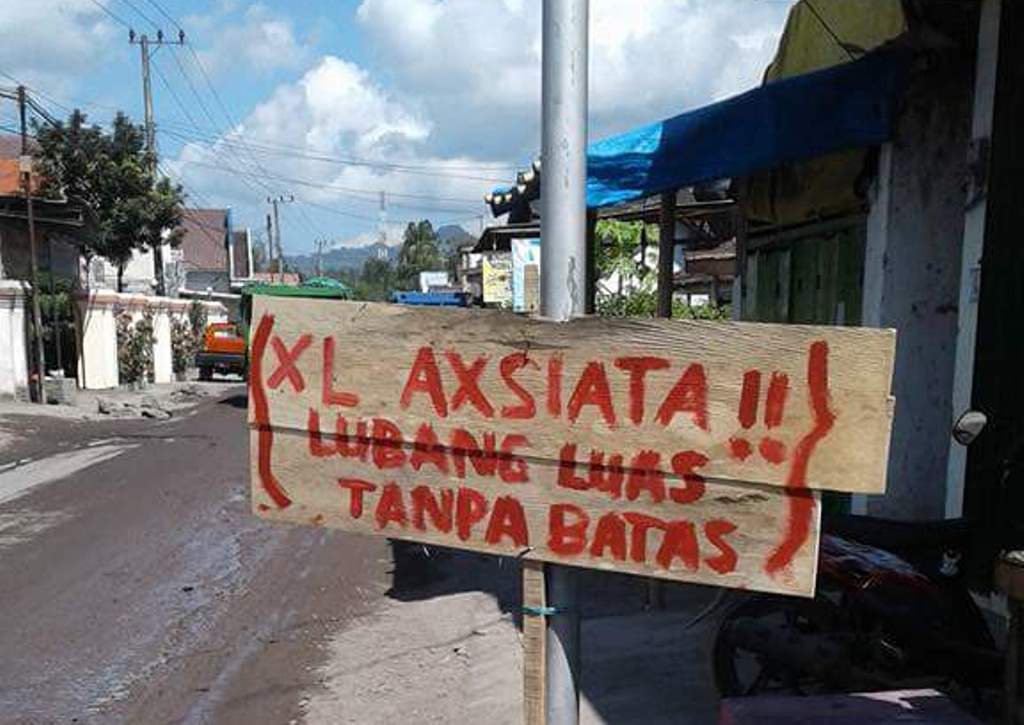 XL AXSIATA !!
LUBANG LUAS
TANPA BATAS